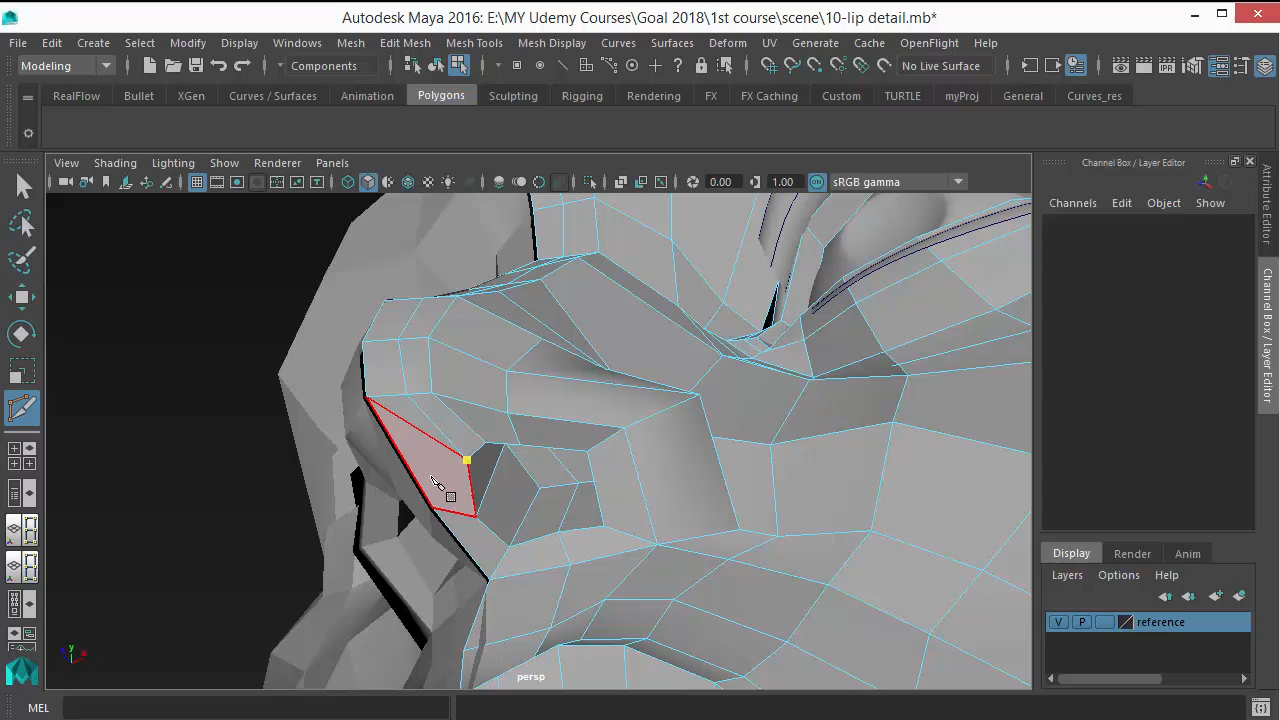 Autodesk Maya 2016: E:\MY Udemy Courses\Goal 2018\1st course\scene\10-lip detail.mb*
File Edit Create Select Modify Display Windows Mesh Edit Mesh Mesh Tools Mesh Display Curves Surfaces Deform UV Generate Cache OpenFlight Help
Modeling Components No Live Surface
RealFlow Bullet XGen Curves / Surfaces Animation Polygons Sculpting Rigging Rendering FX FX Caching Custom TURTLE myProj General Curves_res
View Shading Lighting Show Renderer Panels
0.00 1.00 sRGB gamma
Channel Box / Layer Editor
Channels Edit Object Show
Attribute Editor
Channel Box / Layer Editor
Display Render Anim
Layers Options Help
V P reference
y
x
persp
MEL